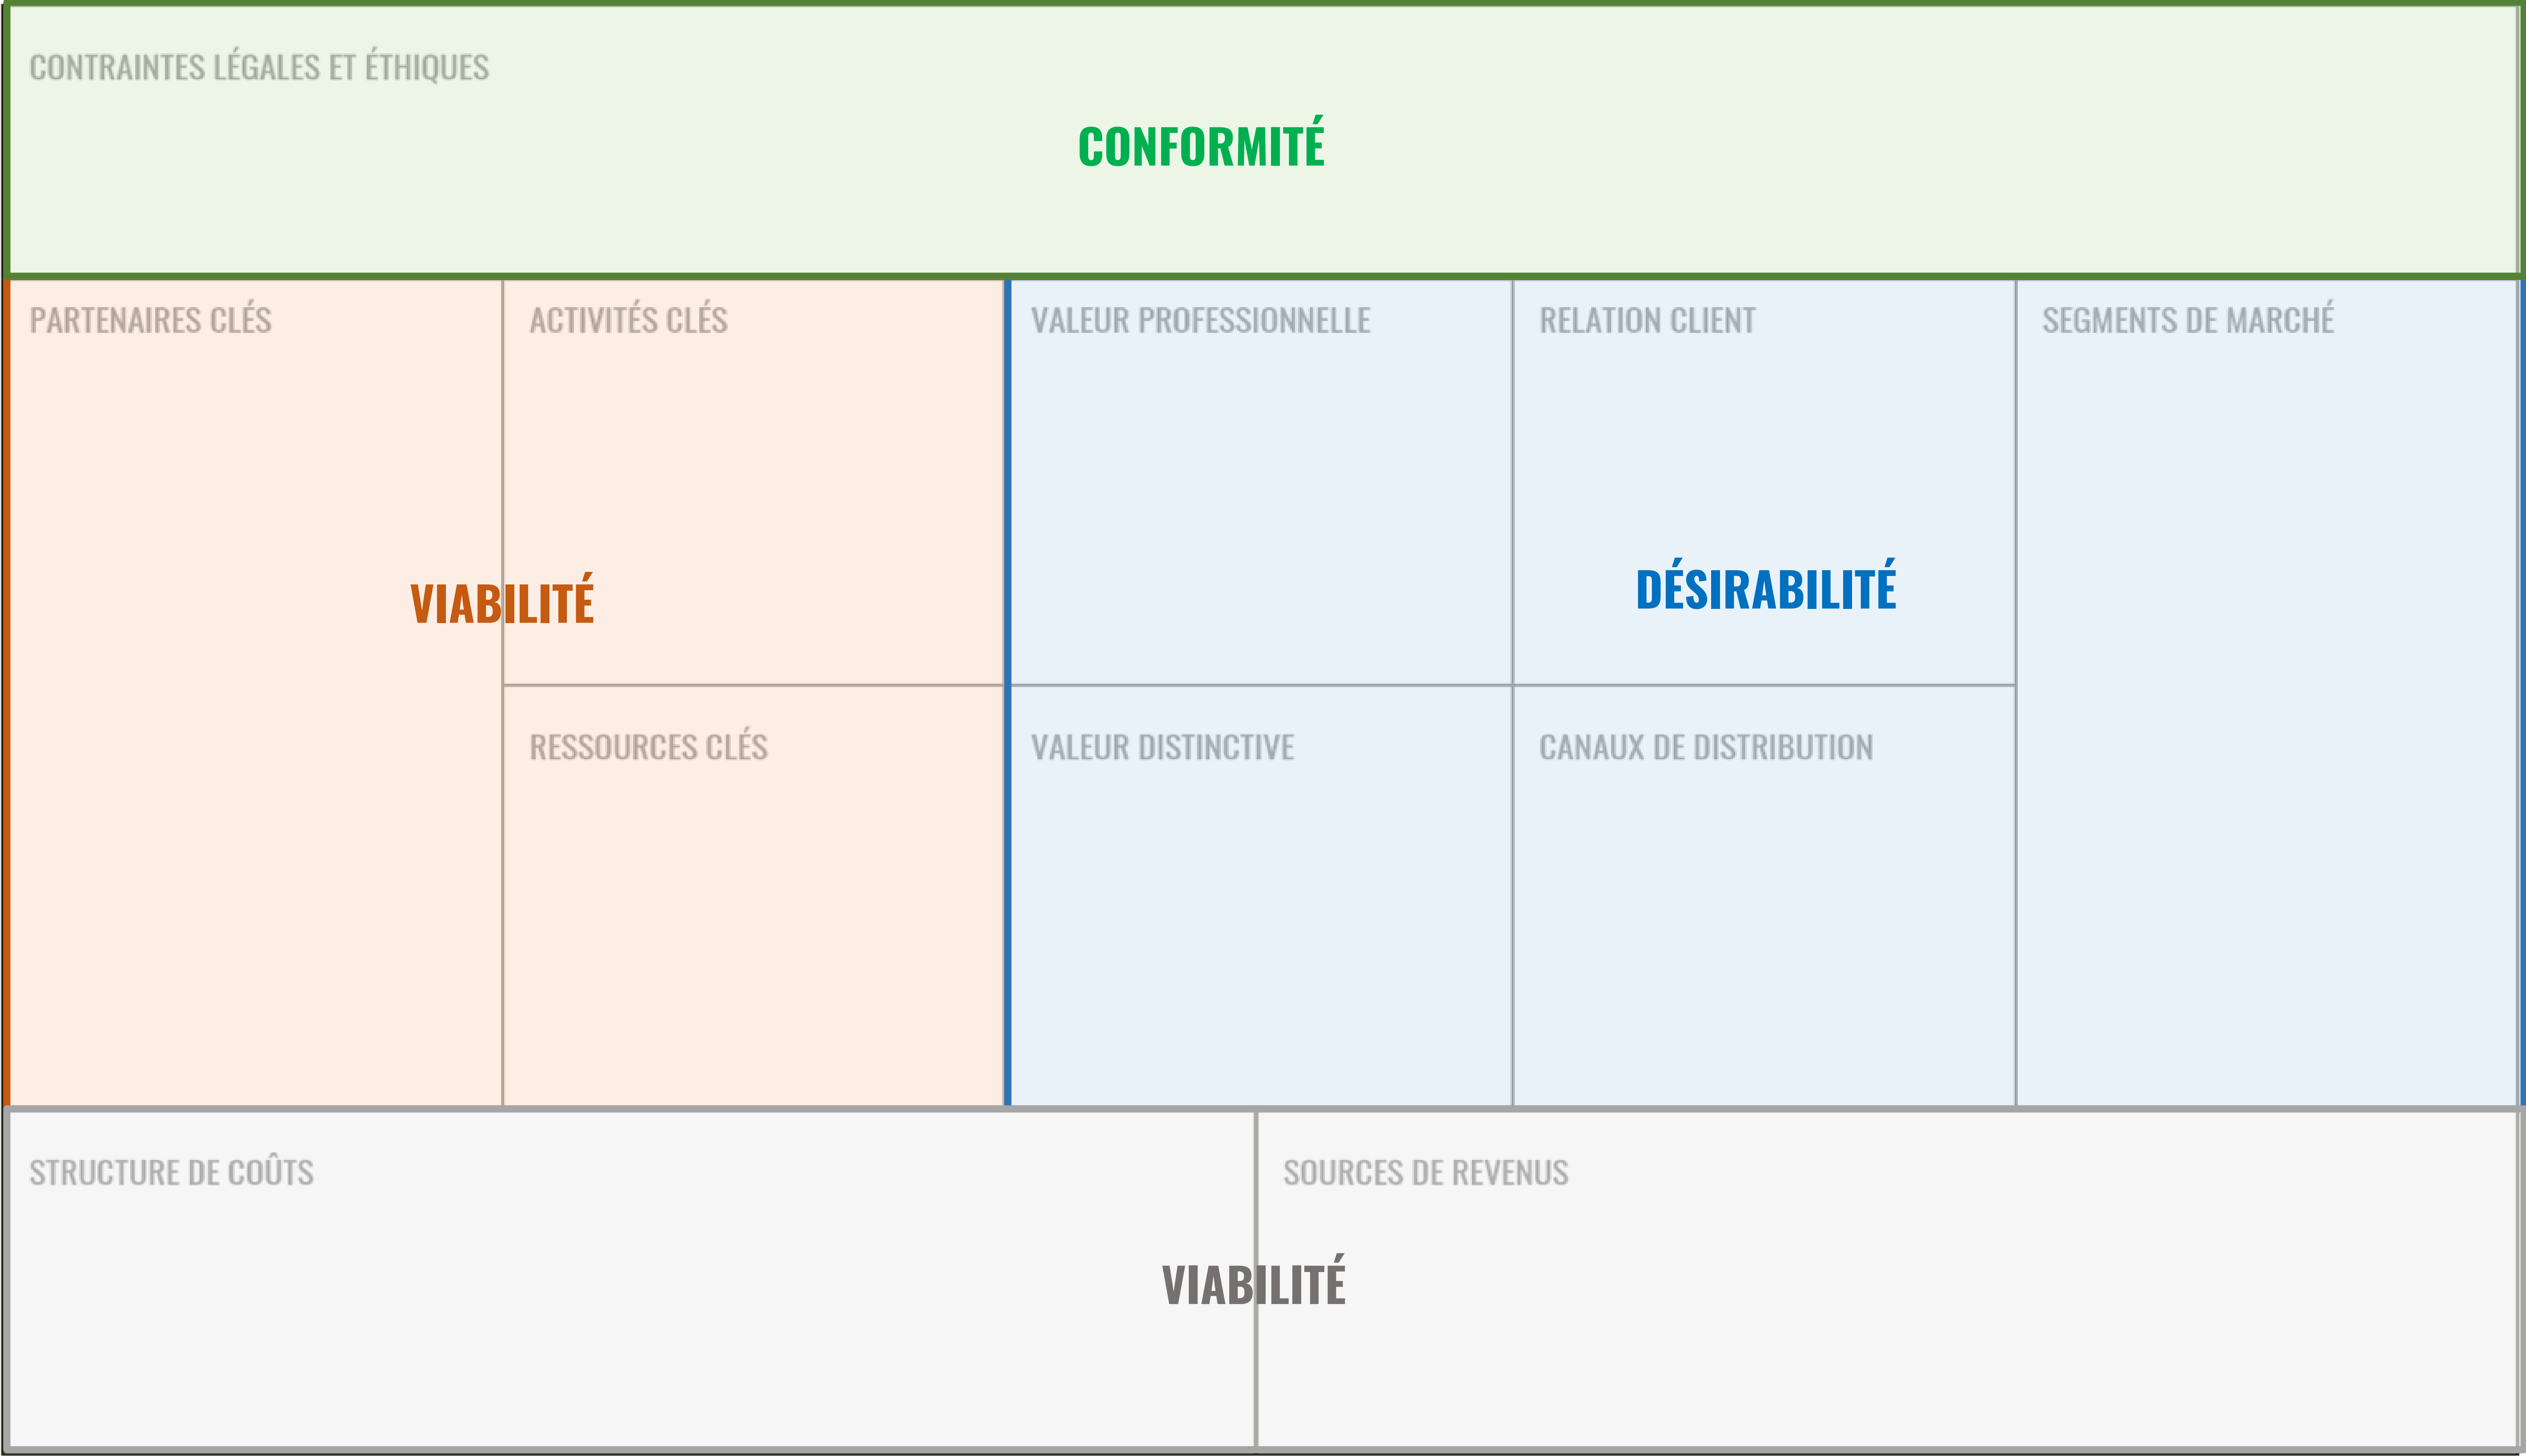 CONTRAINTES LÉGALES ET ÉTHIQUES
CONFORMITÉ
PARTENAIRES CLÉS
ACTIVITÉS CLÉS
VALEUR PROFESSIONNELLE
RELATION CLIENT
SEGMENTS DE MARCHÉ
VIABILITÉ
DÉSIRABILITÉ
RESSOURCES CLÉS
VALEUR DISTINCTIVE
CANAUX DE DISTRIBUTION
STRUCTURE DE COÛTS
SOURCES DE REVENUS
VIABILITÉ